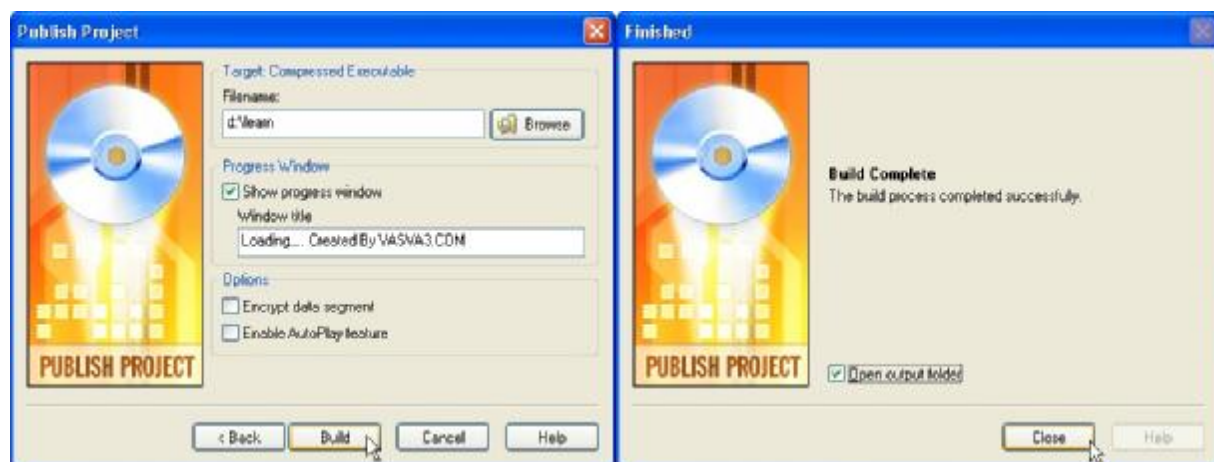 Publish Project
Target: Compressed Executable
Filename:
d:\learn
Browse
Progress Window
Show progress window
Window title
Loading.... Created By VASVA3.COM
Options
Encrypt data segment
Enable AutoPlay feature
PUBLISH PROJECT
< Back
Build
Cancel
Help
Finished
Build Complete
The build process completed successfully.
PUBLISH PROJECT
Open output folder
Close
Help